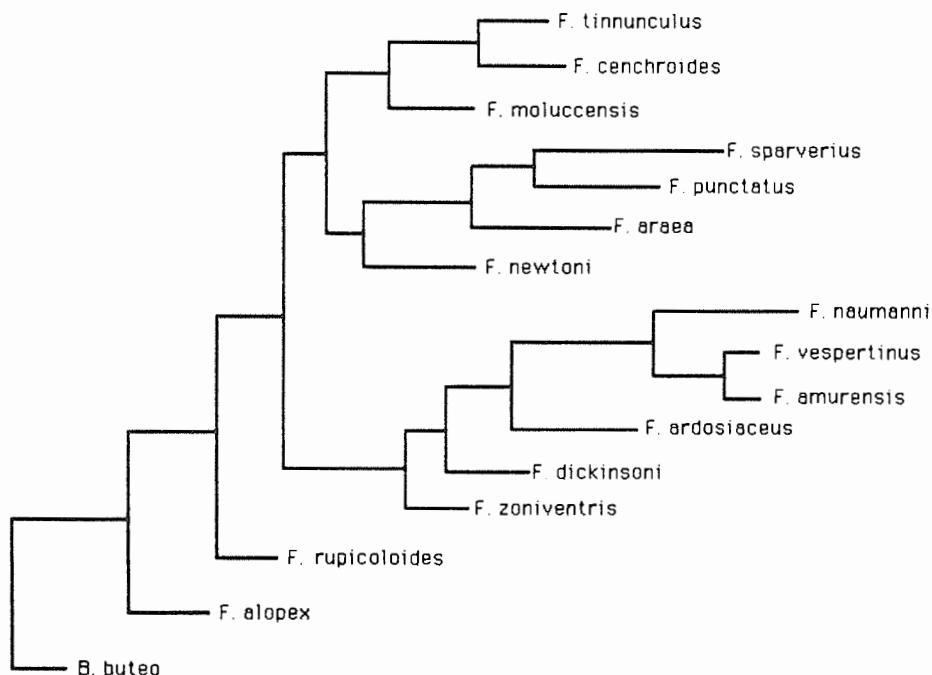 F. tinnunculus
F. cenchroides
F. moluccensis
F. sparverius
F. punctatus
F. araea
F. newtoni
F. naumanni
F. vespertinus
F. amurensis
F. ardosiaceus
F. dickinsoni
F. zoniventris
F. rupicoloides
F. alopex
B. buteo